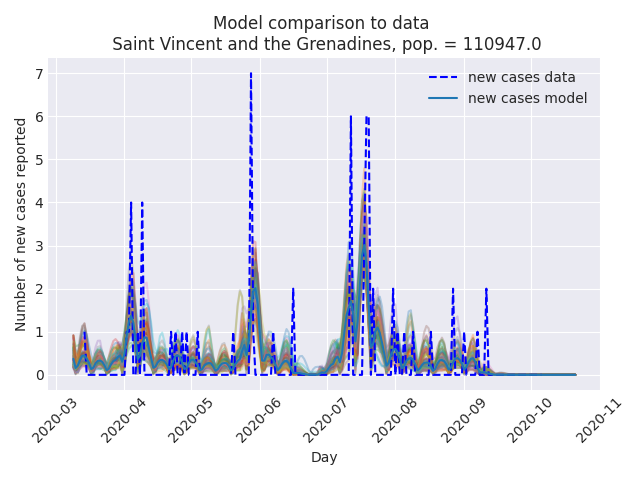 Model comparison to data
Saint Vincent and the Grenadines, pop. = 110947.0
new cases data
new cases model
Number of new cases reported
7
6
5
4
3
2
1
0
2020-03
2020-04
2020-05
2020-06
2020-07
2020-08
2020-09
2020-10
2020-11
Day